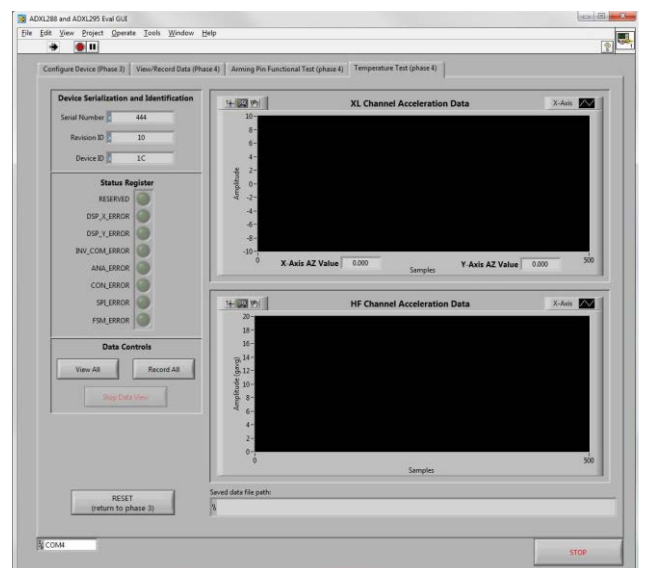 ADXL288 and ADXL295 Eval GUI
File Edit View Project Operate Tools Window Help
Configure Device (Phase 3) View/Record Data (Phase 4) Arming Pin Functional Test (phase 4) Temperature Test (phase 4)
Device Serialization and Identification
Serial Number 444
Revision ID 10
Device ID 1C
Status Register
RESERVED
DSP_X_ERROR
DSP_Y_ERROR
INV_COM_ERROR
ANA_ERROR
CON_ERROR
SPI_ERROR
FSM_ERROR
Data Controls
View All Record All
Stop Data View
RESET
(return to phase 3)
COM4
XL Channel Acceleration Data X-Axis
Amplitude
10
8
6
4
2
0
-2
-4
-6
-8
-10
0 500
X-Axis AZ Value 0.000 Samples Y-Axis AZ Value 0.000
HF Channel Acceleration Data X-Axis
20
18
16
14
12
10
8
6
4
2
0
0 500
Samples
Saved data file path:
STOP